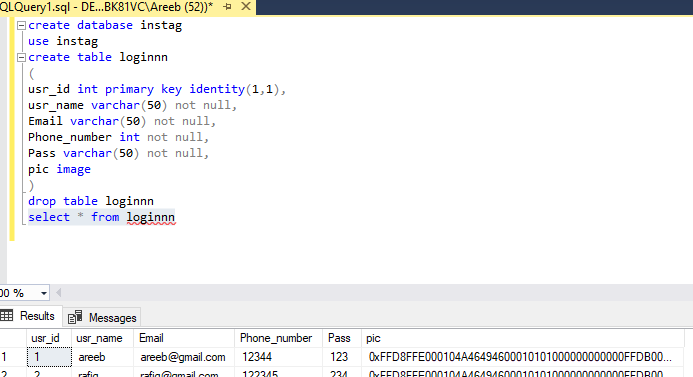 QLQuery1.sql - DE...BK81VC\Areeb (52))*
create database instag
use instag
create table loginnn
(
usr_id int primary key identity(1,1),
usr_name varchar(50) not null,
Email varchar(50) not null,
Phone_number int not null,
Pass varchar(50) not null,
pic image
)
drop table loginnn
select * from loginnn
00 %
Results Messages
usr_id usr_name Email Phone_number Pass pic
1 1 areeb areeb@gmail.com 12344 123 0xFFD8FFE000104A46494600010101000000000000FFDB00...
2 2 rafig rafig@gmail.com 122345 234 0xFFD8FFE000104A46494600010101000000000000FFDB00...